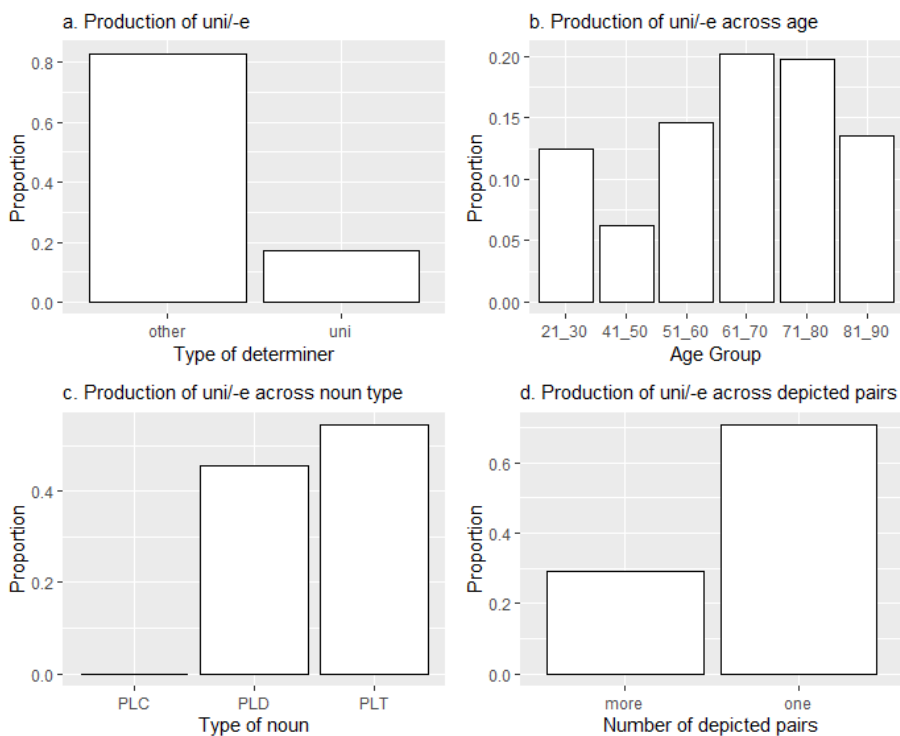 a. Production of uni/-e
Proportion
0.8
0.6
0.4
0.2
0.0
other uni
Type of determiner
b. Production of uni/-e across age
Proportion
0.20
0.15
0.10
0.05
0.00
21_30 41_50 51_60 61_70 71_80 81_90
Age Group
c. Production of uni/-e across noun type
Proportion
0.4
0.2
0.0
PLC PLD PLT
Type of noun
d. Production of uni/-e across depicted pairs
Proportion
0.6
0.4
0.2
0.0
more one
Number of depicted pairs